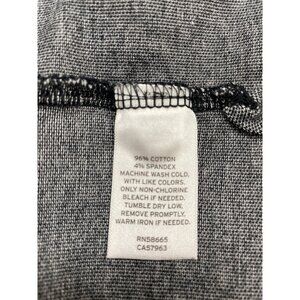 96% COTTON
4% SPANDEX
MACHINE WASH COLD,
WITH LIKE COLORS.
ONLY NON-CHLORINE
BLEACH IF NEEDED.
TUMBLE DRY LOW.
REMOVE PROMPTLY.
WARM IRON IF NEEDED.
RN58665
CA57963